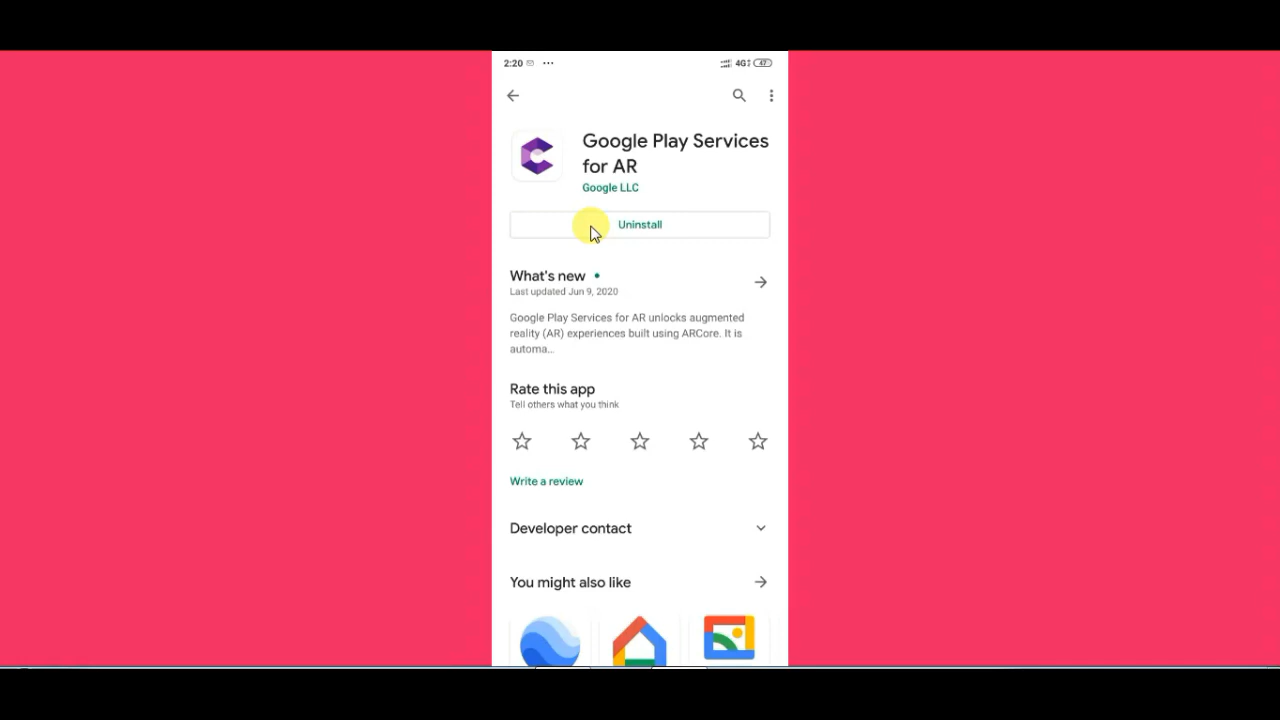 2:20 ... 4G 47
Google Play Services
for AR
Google LLC
Uninstall
What's new
Last updated Jun 9, 2020
Google Play Services for AR unlocks augmented
reality (AR) experiences built using ARCore. It is
automa...
Rate this app
Tell others what you think
Write a review
Developer contact
You might also like